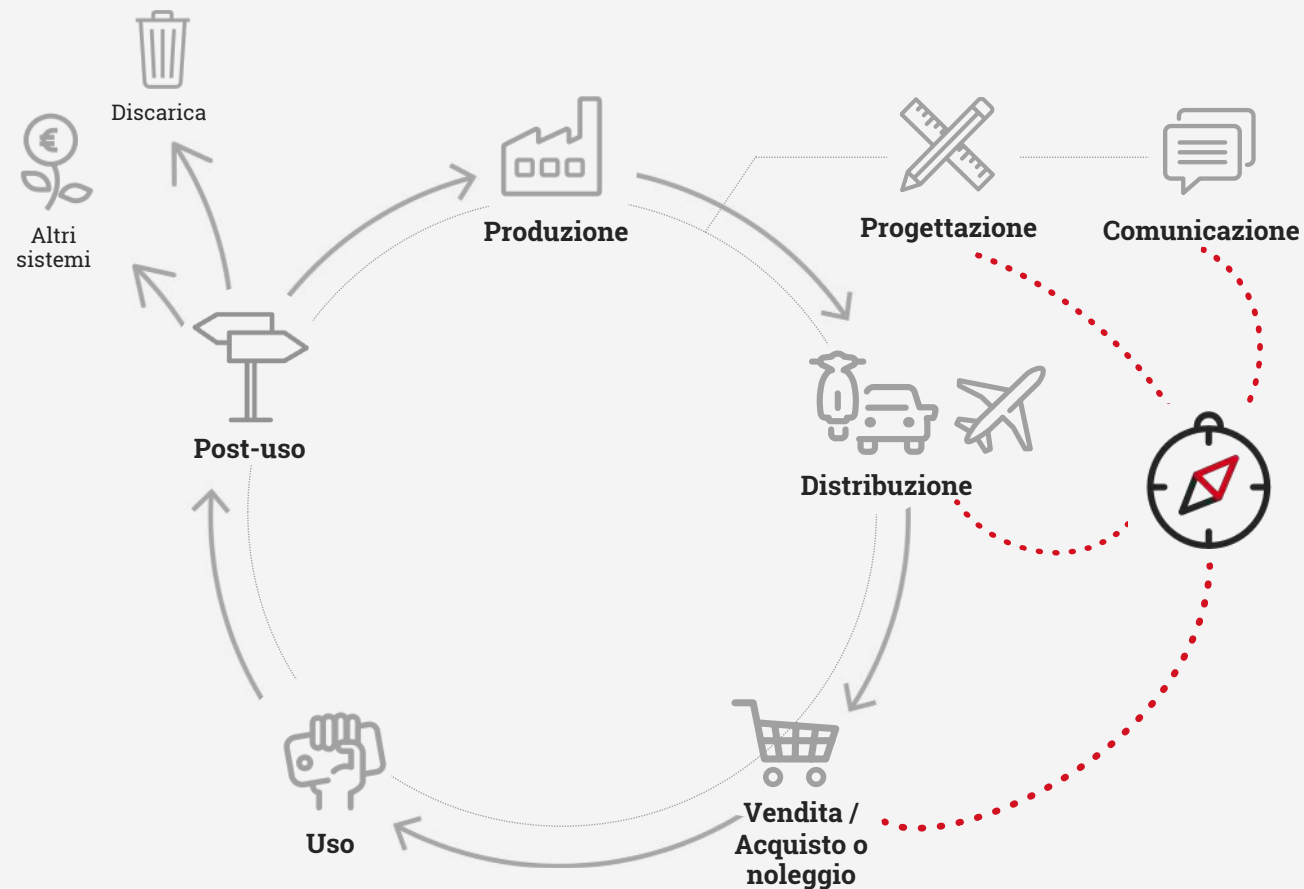 Discarica
Altri
sistemi
Produzione
Progettazione
Comunicazione
Post-uso
Distribuzione
Uso
Vendita /
Acquisto o
noleggio